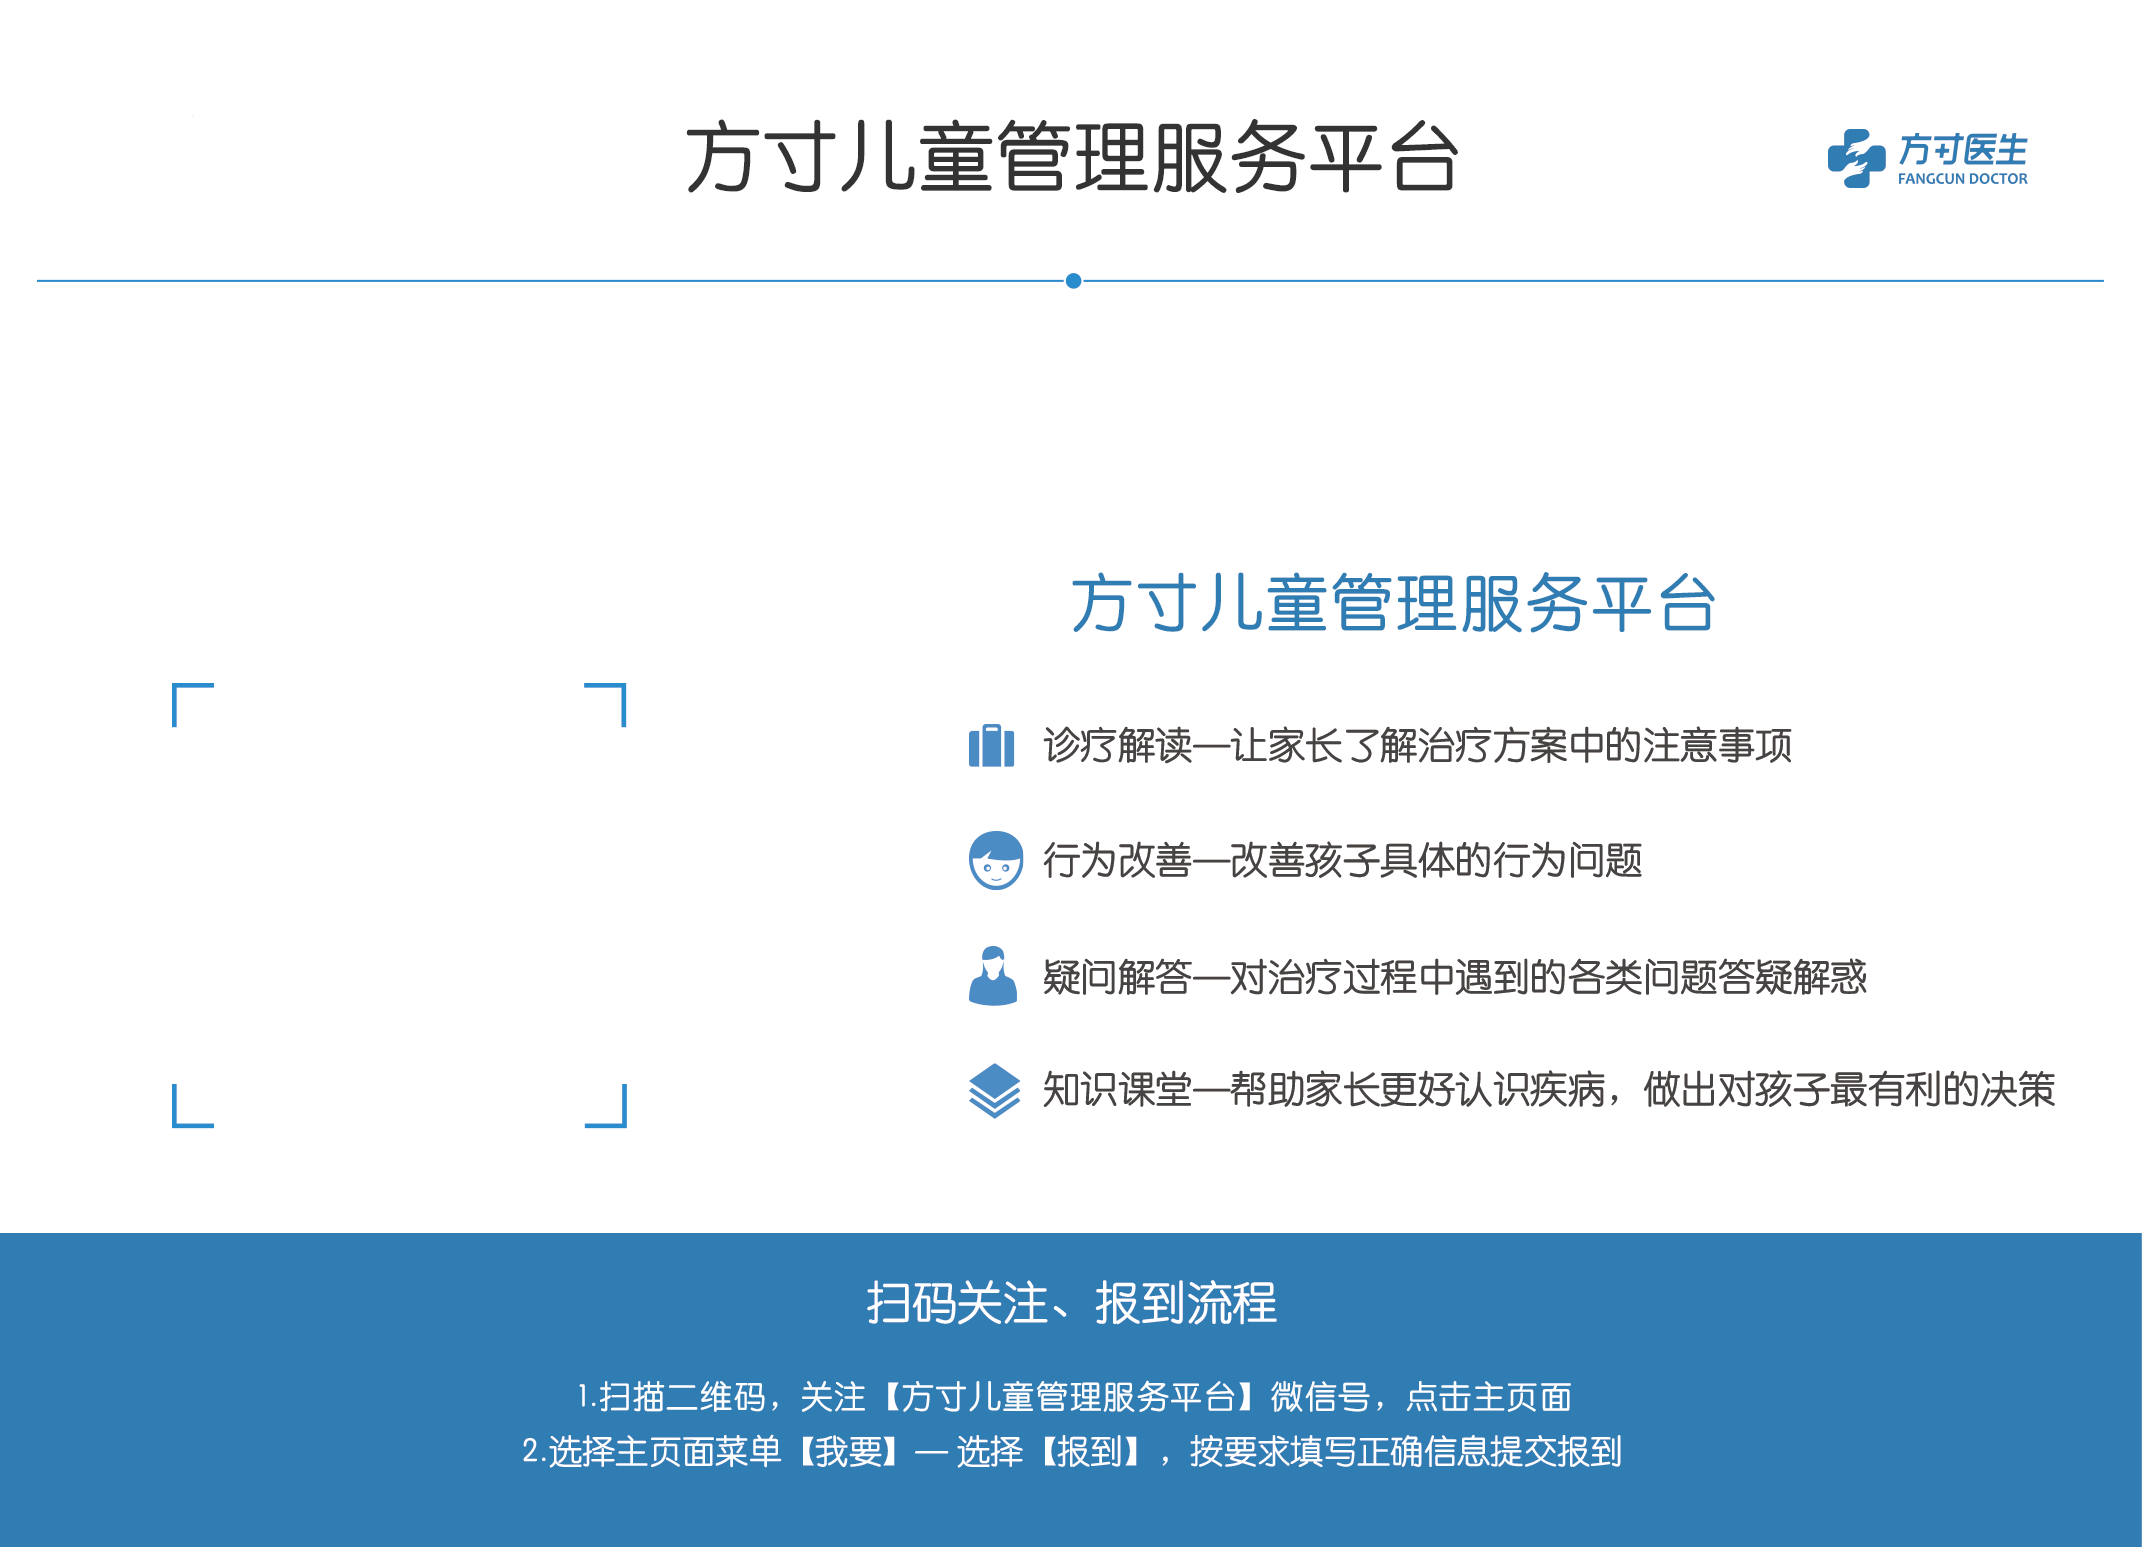 方寸儿童管理服务平台
方寸医生
FANGCUN DOCTOR
方寸儿童管理服务平台
诊疗解读—让家长了解治疗方案中的注意事项
行为改善—改善孩子具体的行为问题
疑问解答—对治疗过程中遇到的各类问题答疑解惑
知识课堂—帮助家长更好认识疾病，做出对孩子最有利的决策
扫码关注、报到流程
1.扫描二维码，关注【方寸儿童管理服务平台】微信号，点击主页面
2.选择主页面菜单【我要】— 选择【报到】，按要求填写正确信息提交报到